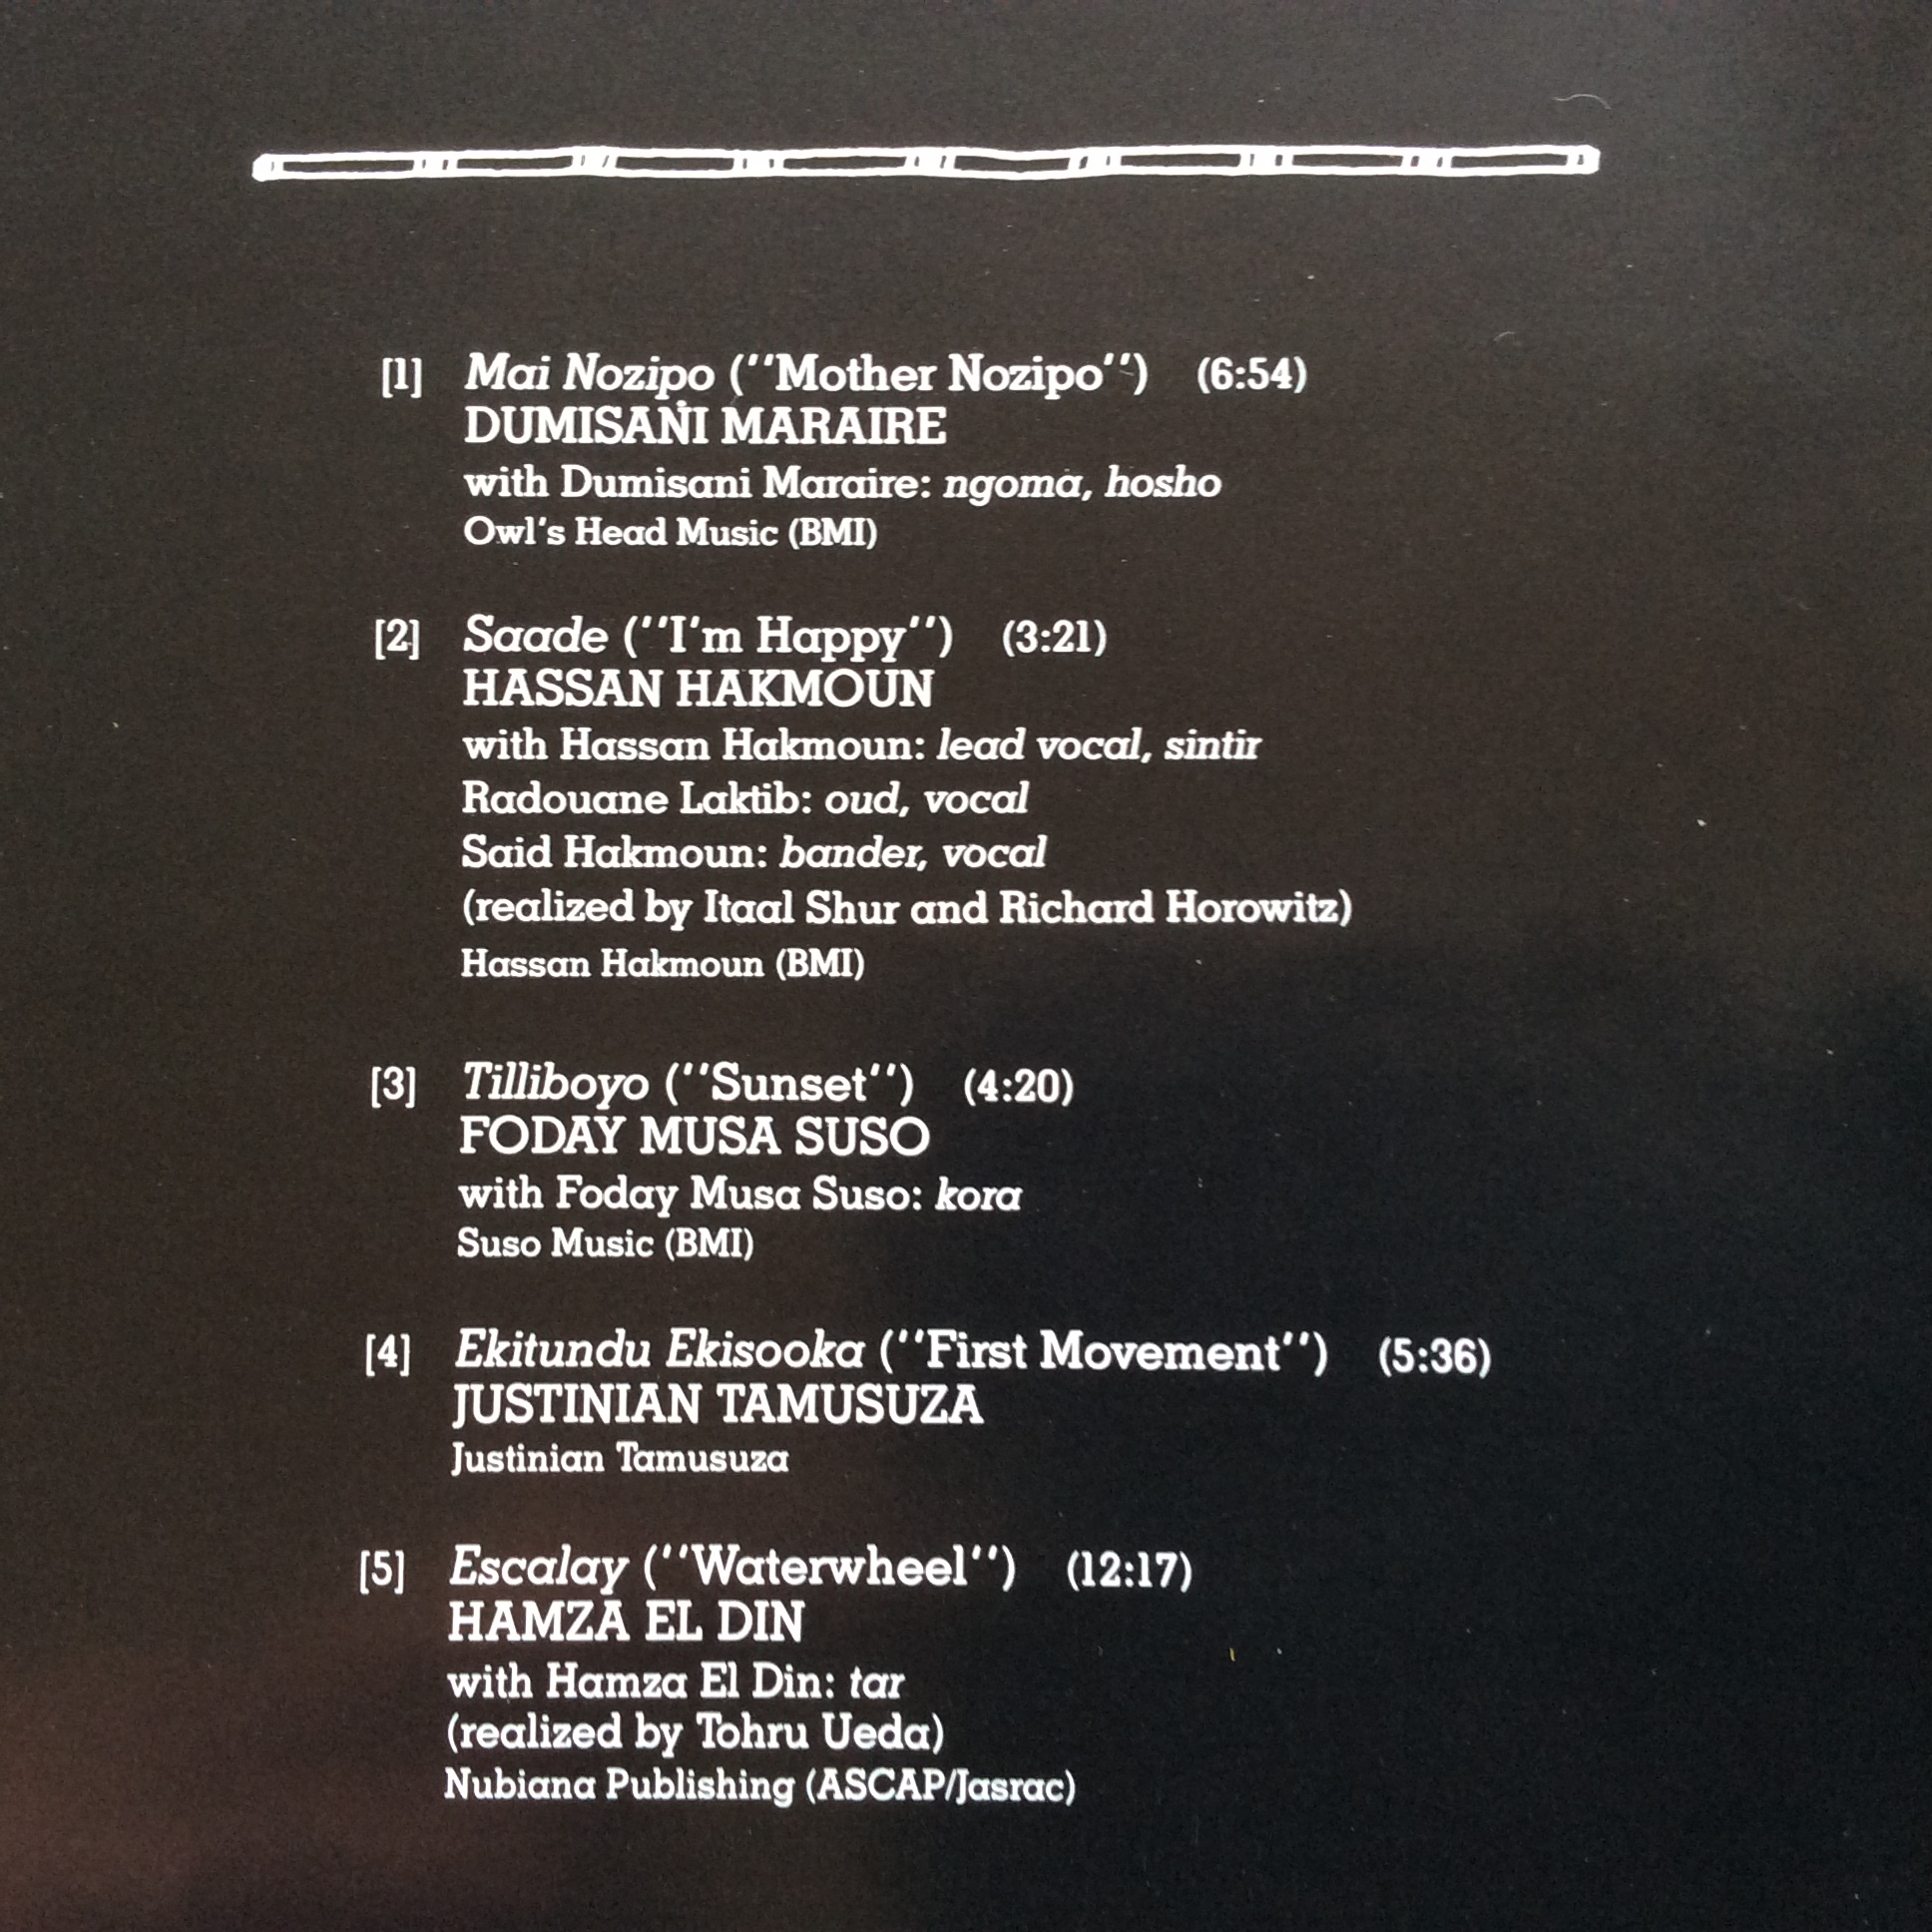 [1] Mai Nozipo (''Mother Nozipo'') (6:54)
DUMISANI MARAIRE
with Dumisani Maraire: ngoma, hosho
Owl's Head Music (BMI)
[2] Saade (''I'm Happy'') (3:21)
HASSAN HAKMOUN
with Hassan Hakmoun: lead vocal, sintir
Radouane Laktib: oud, vocal
Said Hakmoun: bander, vocal
(realized by Itaal Shur and Richard Horowitz)
Hassan Hakmoun (BMI)
[3] Tilliboyo (''Sunset'') (4:20)
FODAY MUSA SUSO
with Foday Musa Suso: kora
Suso Music (BMI)
[4] Ekitundu Ekisooka (''First Movement'') (5:36)
JUSTINIAN TAMUSUZA
Justinian Tamusuza
[5] Escalay (''Waterwheel'') (12:17)
HAMZA EL DIN
with Hamza El Din: tar
(realized by Tohru Ueda)
Nubiana Publishing (ASCAP/Jasrac)